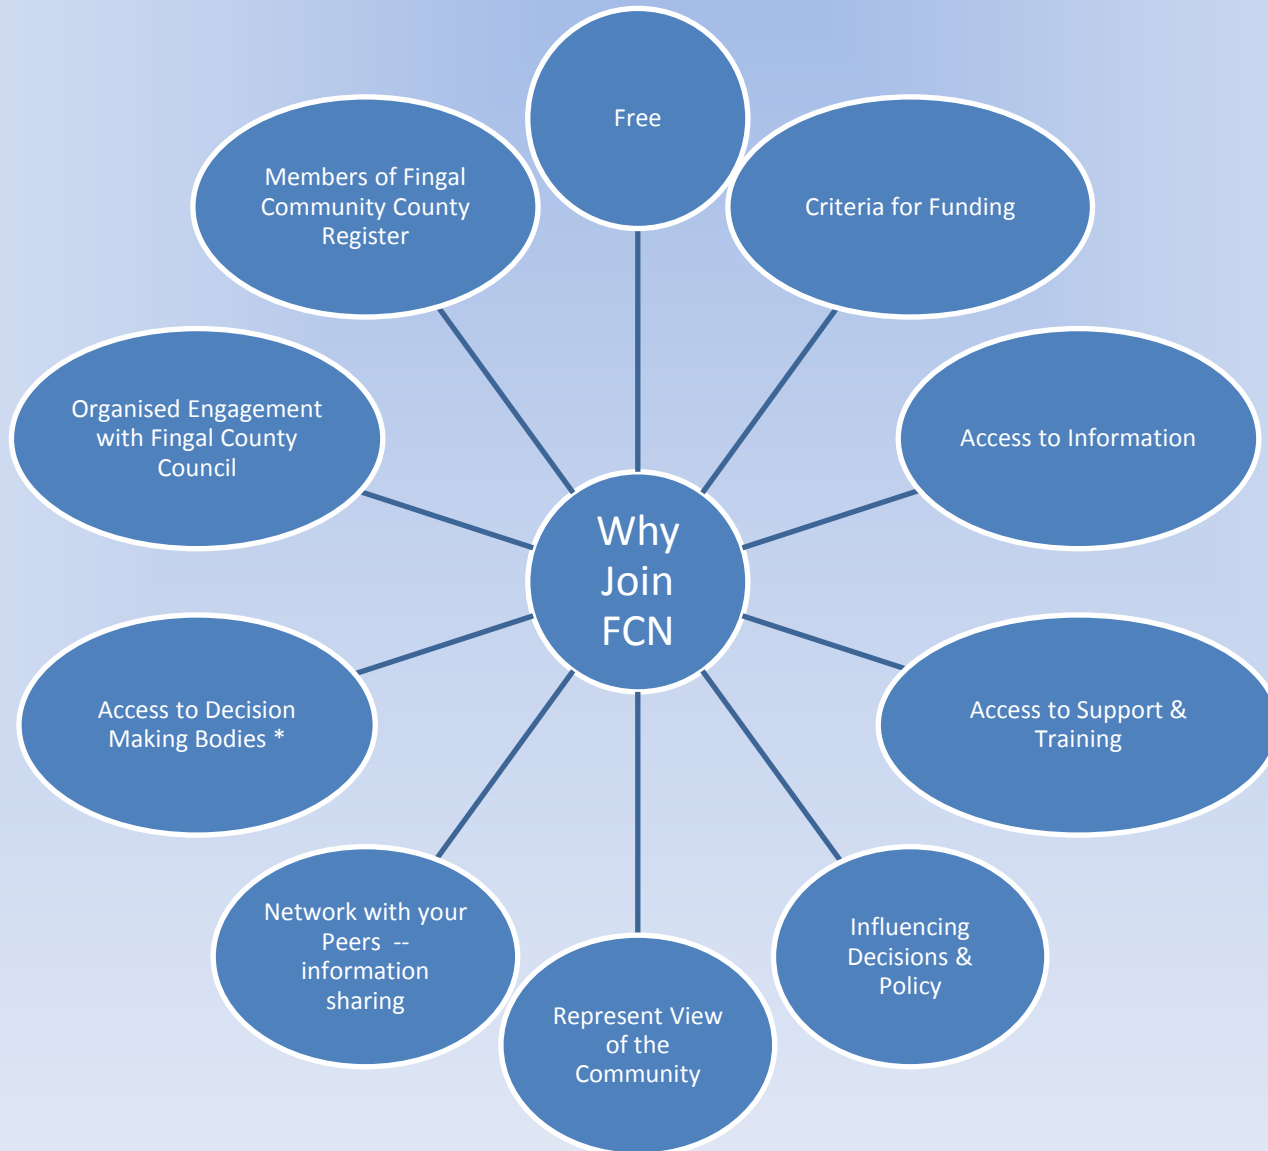 Free
Criteria for Funding
Access to Information
Access to Support &
Training
Influencing
Decisions &
Policy
Represent View
of the
Community
Network with your
Peers  --
information
sharing
Access to Decision
Making Bodies *
Organised Engagement
with Fingal County
Council
Members of Fingal
Community County
Register
Why
Join
FCN